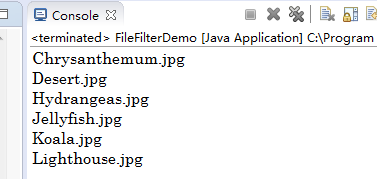 Console
<terminated> FileFilterDemo [Java Application] C:\Program
Chrysanthemum.jpg
Desert.jpg
Hydrangeas.jpg
Jellyfish.jpg
Koala.jpg
Lighthouse.jpg